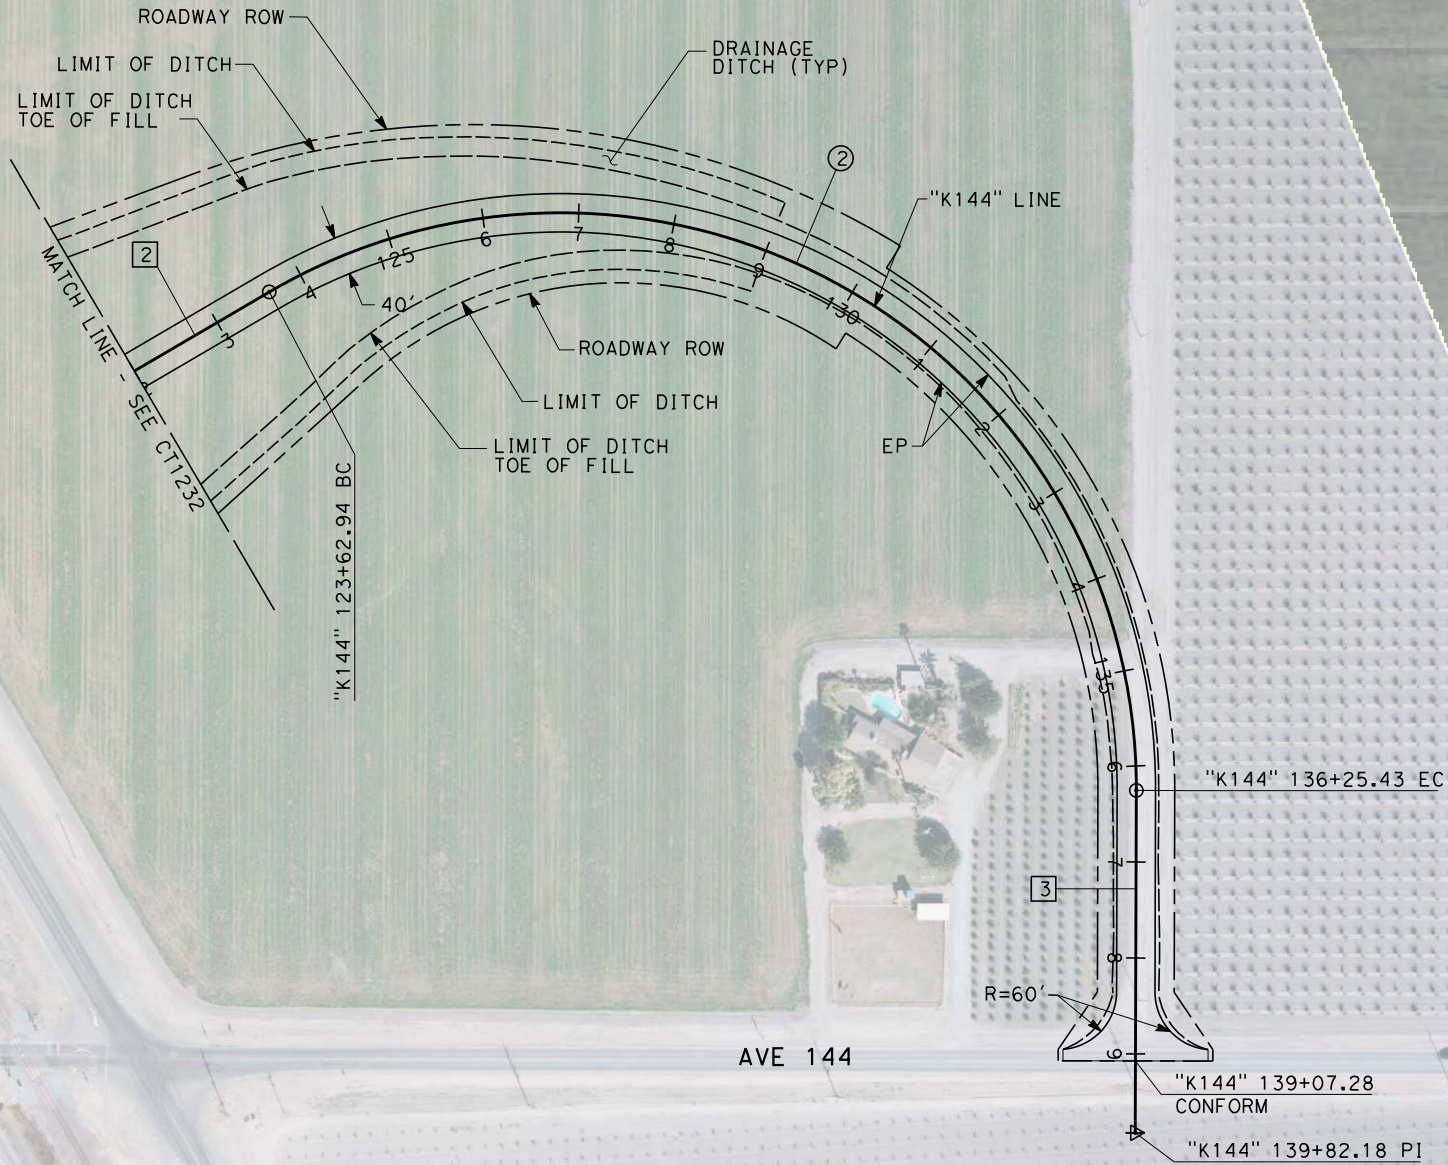 ROADWAY ROW
LIMIT OF DITCH
LIMIT OF DITCH
TOE OF FILL
DRAINAGE
DITCH (TYP)
2
"K144" LINE
2
MATCH LINE - SEE CT1232
2
3
4
125
6
7
8
9
130
1
2
3
4
135
6
7
8
9
40'
ROADWAY ROW
LIMIT OF DITCH
LIMIT OF DITCH
TOE OF FILL
EP
"K144" 123+62.94 BC
"K144" 136+25.43 EC
3
R=60'
AVE 144
"K144" 139+07.28
CONFORM
"K144" 139+82.18 PI